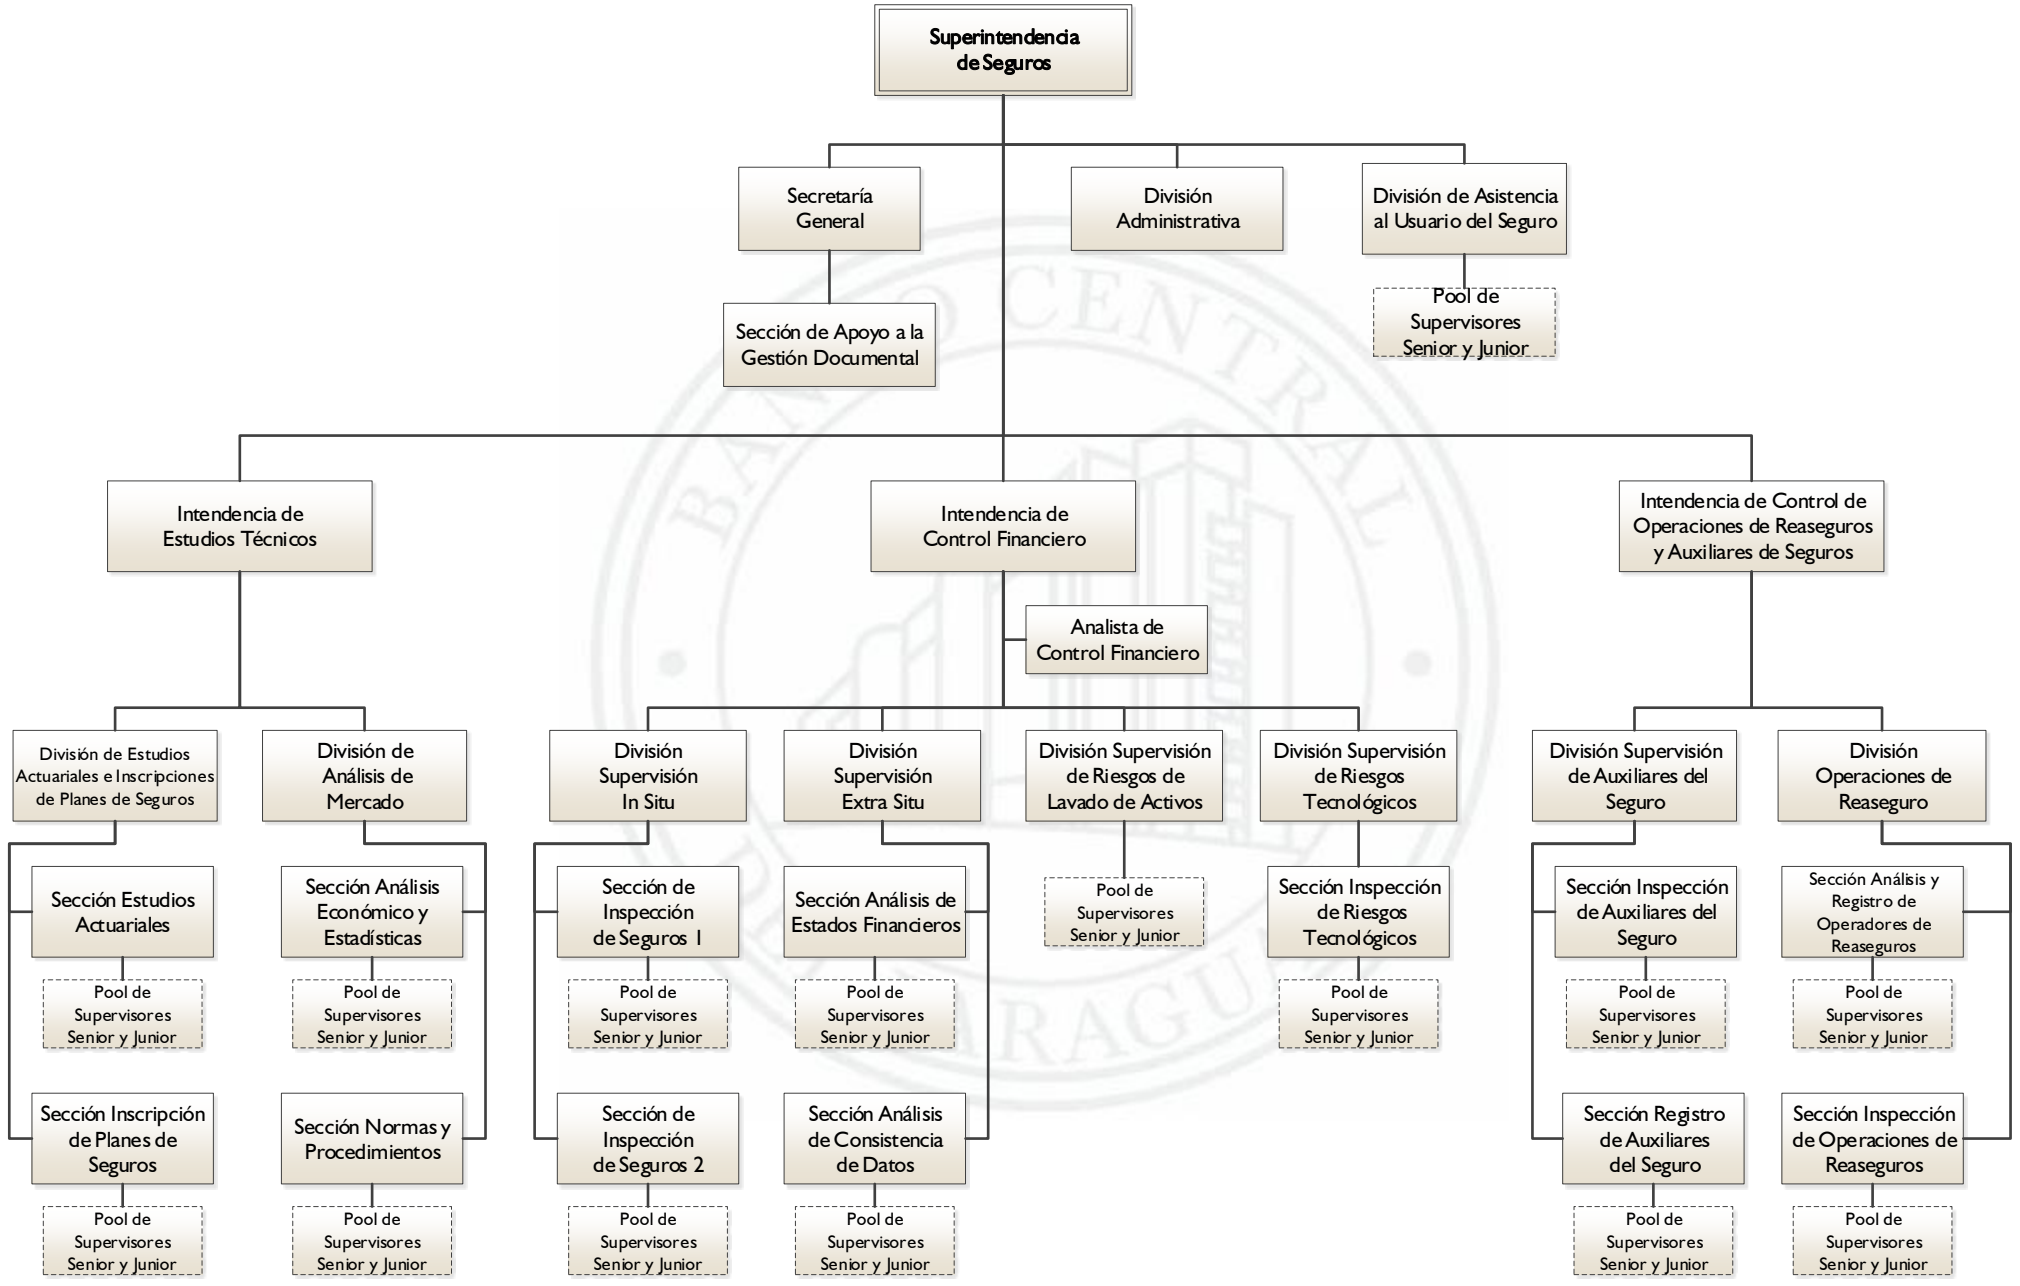 Superintendencia
de Seguros
Secretaría
General
División
Administrativa
División de Asistencia
al Usuario del Seguro
Sección de Apoyo a la
Gestión Documental
Pool de
Supervisores
Senior y Junior
Intendencia de
Estudios Técnicos
Intendencia de
Control Financiero
Intendencia de Control de
Operaciones de Reaseguros
y Auxiliares de Seguros
Analista de
Control Financiero
División de Estudios
Actuariales e Inscripciones
de Planes de Seguros
División de
Análisis de
Mercado
División
Supervisión
In Situ
División
Supervisión
Extra Situ
División Supervisión
de Riesgos de
Lavado de Activos
División Supervisión
de Riesgos
Tecnológicos
División Supervisión
de Auxiliares del
Seguro
División
Operaciones de
Reaseguro
Sección Estudios
Actuariales
Sección Análisis
Económico y
Estadísticas
Sección de
Inspección
de Seguros 1
Sección Análisis de
Estados Financieros
Pool de
Supervisores
Senior y Junior
Sección Inspección
de Riesgos
Tecnológicos
Sección Inspección
de Auxiliares del
Seguro
Sección Análisis y
Registro de
Operadores de
Reaseguros
Pool de
Supervisores
Senior y Junior
Pool de
Supervisores
Senior y Junior
Pool de
Supervisores
Senior y Junior
Pool de
Supervisores
Senior y Junior
Pool de
Supervisores
Senior y Junior
Pool de
Supervisores
Senior y Junior
Pool de
Supervisores
Senior y Junior
Sección Inscripción
de Planes de
Seguros
Sección Normas y
Procedimientos
Sección de
Inspección
de Seguros 2
Sección Análisis
de Consistencia
de Datos
Sección Registro
de Auxiliares
del Seguro
Sección Inspección
de Operaciones de
Reaseguros
Pool de
Supervisores
Senior y Junior
Pool de
Supervisores
Senior y Junior
Pool de
Supervisores
Senior y Junior
Pool de
Supervisores
Senior y Junior
Pool de
Supervisores
Senior y Junior
Pool de
Supervisores
Senior y Junior
BANCO CENTRAL